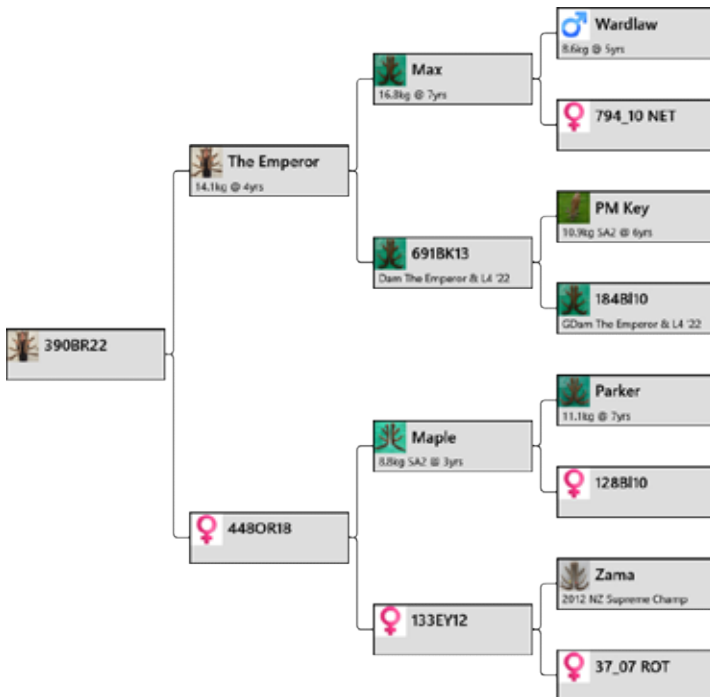 Wardlaw
8.6kg @ 5yrs
Max
16.8kg @ 7yrs
794_10 NET
The Emperor
14.1kg @ 4yrs
PM Key
10.9kg SA2 @ 6yrs
691BK13
Dam The Emperor & L4 '22
184Bl10
GDam The Emperor & L4 '22
390BR22
Parker
11.1kg @ 7yrs
Maple
8.8kg SA2 @ 3yrs
128Bl10
448OR18
Zama
2012 NZ Supreme Champ
133EY12
37_07 ROT